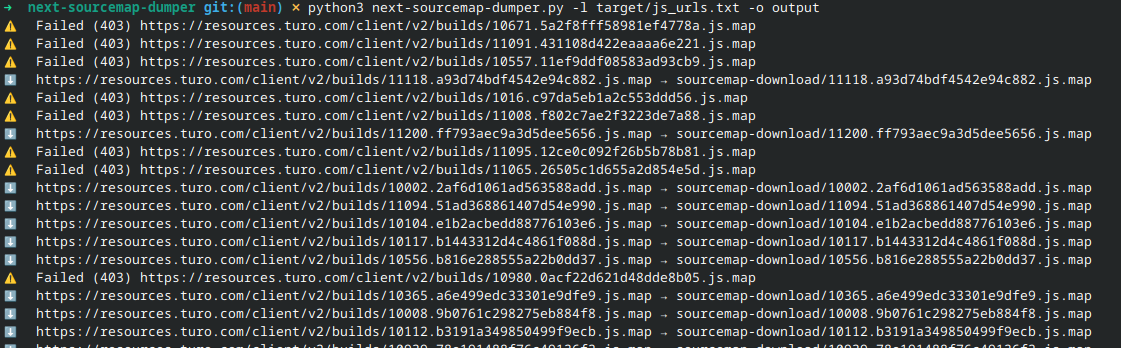 → next-sourcemap-dumper git:(main) × python3 next-sourcemap-dumper.py -l target/js_urls.txt -o output
Failed (403) https://resources.turo.com/client/v2/builds/10671.5a2f8fff58981ef4778a.js.map
Failed (403) https://resources.turo.com/client/v2/builds/11091.431108d422eaaaa6e221.js.map
Failed (403) https://resources.turo.com/client/v2/builds/10557.11ef9ddf08583ad93cb9.js.map
https://resources.turo.com/client/v2/builds/11118.a93d74bdf4542e94c882.js.map → sourcemap-download/11118.a93d74bdf4542e94c882.js.map
Failed (403) https://resources.turo.com/client/v2/builds/1016.c97da5eb1a2c553ddd56.js.map
Failed (403) https://resources.turo.com/client/v2/builds/11008.f802c7ae2f3223de7a88.js.map
https://resources.turo.com/client/v2/builds/11200.ff793aec9a3d5dee5656.js.map → sourcemap-download/11200.ff793aec9a3d5dee5656.js.map
Failed (403) https://resources.turo.com/client/v2/builds/11095.12ce0c092f26b5b78b81.js.map
Failed (403) https://resources.turo.com/client/v2/builds/11065.26505c1d655a2d854e5d.js.map
https://resources.turo.com/client/v2/builds/10002.2af6d1061ad563588add.js.map → sourcemap-download/10002.2af6d1061ad563588add.js.map
https://resources.turo.com/client/v2/builds/11094.51ad368861407d54e990.js.map → sourcemap-download/11094.51ad368861407d54e990.js.map
https://resources.turo.com/client/v2/builds/10104.e1b2acbedd88776103e6.js.map → sourcemap-download/10104.e1b2acbedd88776103e6.js.map
https://resources.turo.com/client/v2/builds/10117.b1443312d4c4861f088d.js.map → sourcemap-download/10117.b1443312d4c4861f088d.js.map
https://resources.turo.com/client/v2/builds/10556.b816e288555a22b0dd37.js.map → sourcemap-download/10556.b816e288555a22b0dd37.js.map
Failed (403) https://resources.turo.com/client/v2/builds/10980.0acf22d621d48dde8b05.js.map
https://resources.turo.com/client/v2/builds/10365.a6e499edc33301e9dfe9.js.map → sourcemap-download/10365.a6e499edc33301e9dfe9.js.map
https://resources.turo.com/client/v2/builds/10008.9b0761c298275eb884f8.js.map → sourcemap-download/10008.9b0761c298275eb884f8.js.map
https://resources.turo.com/client/v2/builds/10112.b3191a349850499f9ecb.js.map → sourcemap-download/10112.b3191a349850499f9ecb.js.map